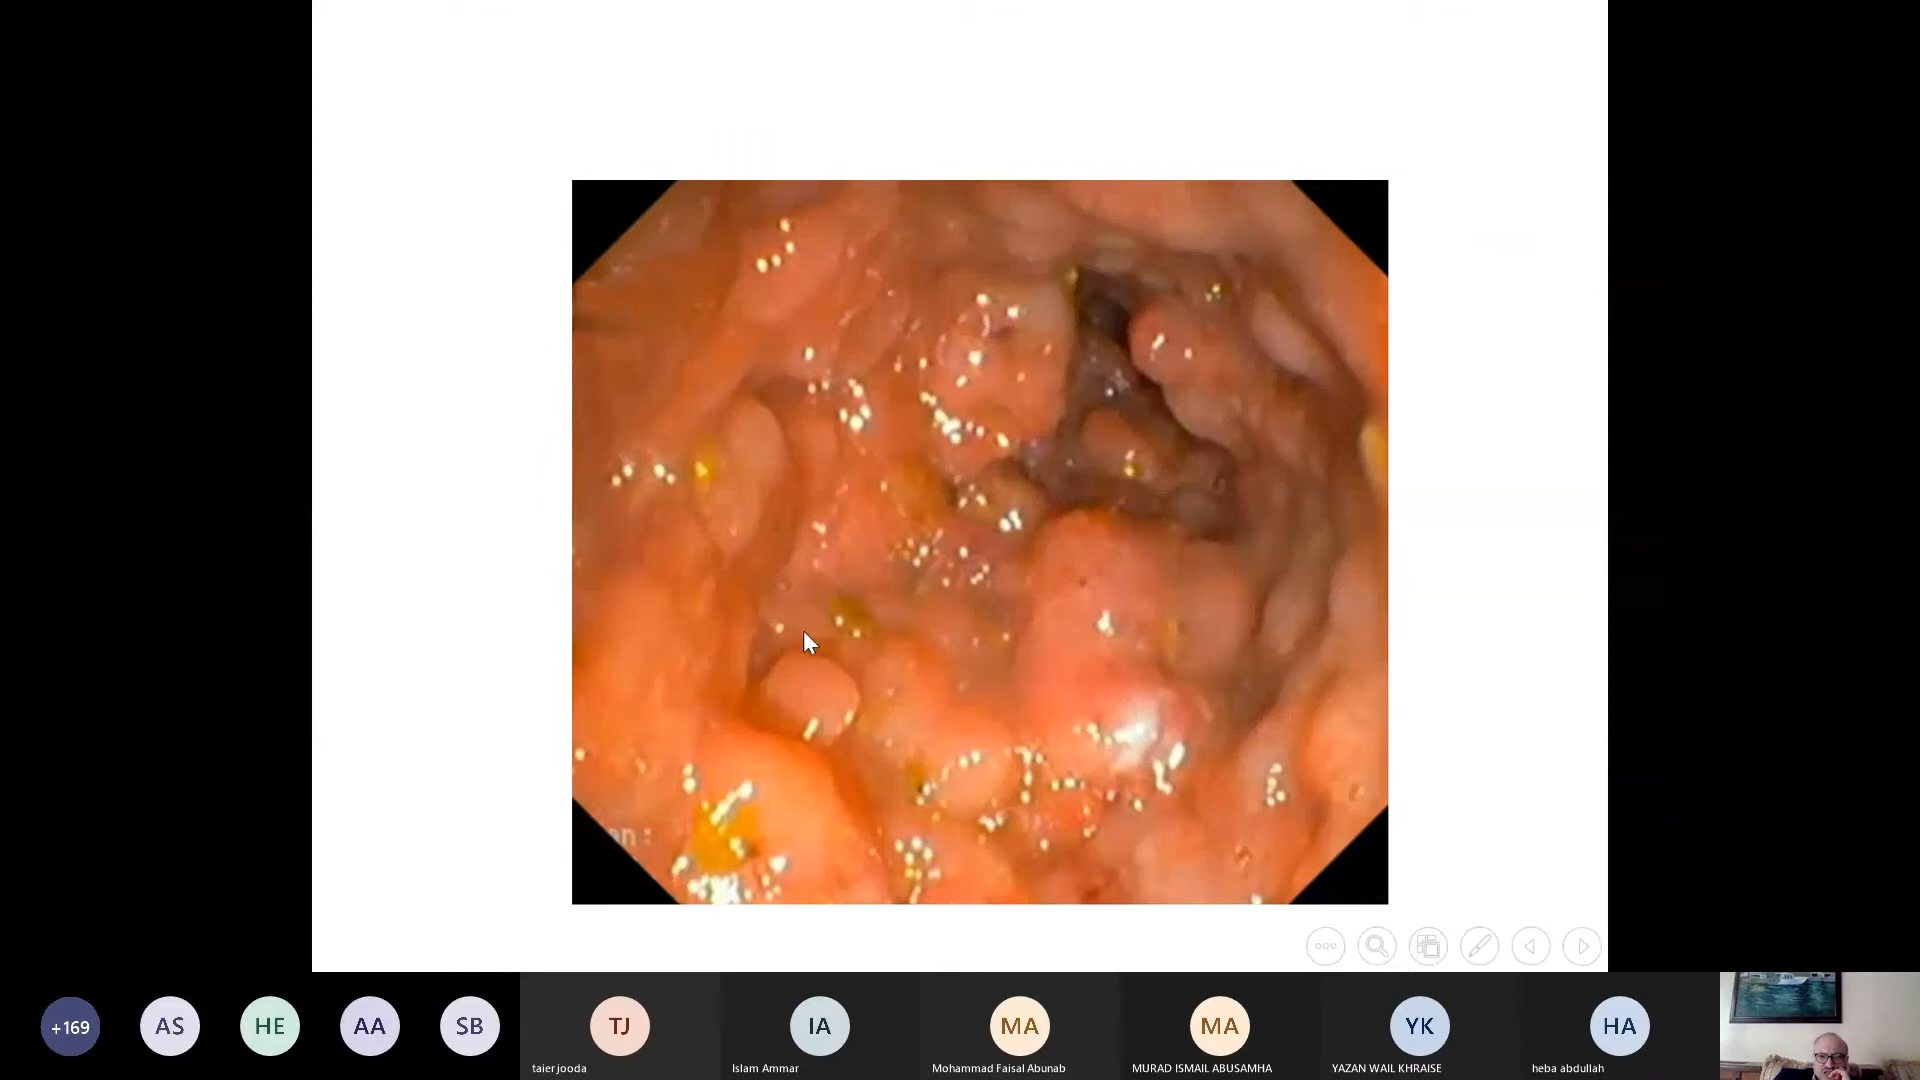 en:
+169
AS
HE
AA
SB
TJ
IA
MA
MA
YK
HA
taier jooda
Islam Ammar
Mohammad Faisal Abunab
MURAD ISMAIL ABUSAMHA
YAZAN WAIL KHRAISE
heba abdullah